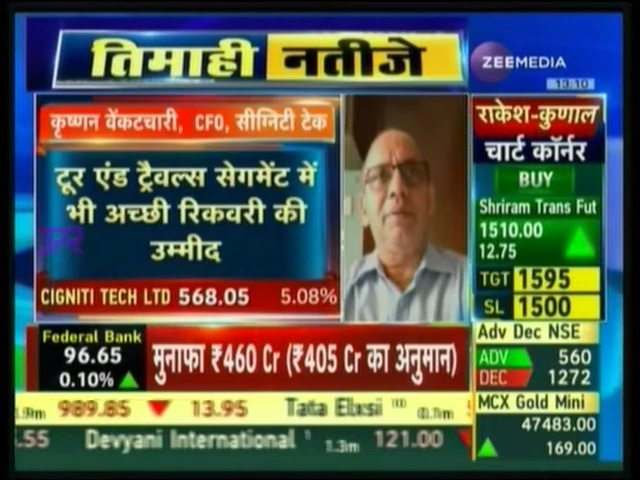 तिमाही नतीजे
ZEEMEDIA
13:10
कृष्णन वेंकटचारी, CFO, सीग्निटी टेक
टूर एंड ट्रैवल्स सेगमेंट में
भी अच्छी रिकवरी की
उम्मीद
CIGNITI TECH LTD 568.05 5.08%
राकेश-कुणाल
चार्ट कॉर्नर
BUY
Shriram Trans Fut
1510.00
12.75
TGT 1595
SL 1500
Federal Bank
96.65
0.10%
मुनाफा ₹460 Cr (₹405 Cr का अनुमान)
Adv Dec NSE
ADV 560
DEC 1272
MCX Gold Mini
47483.00
169.00
989.85 13.95 Tata Elxsi
.55 Devyani International 1.3m 121.00